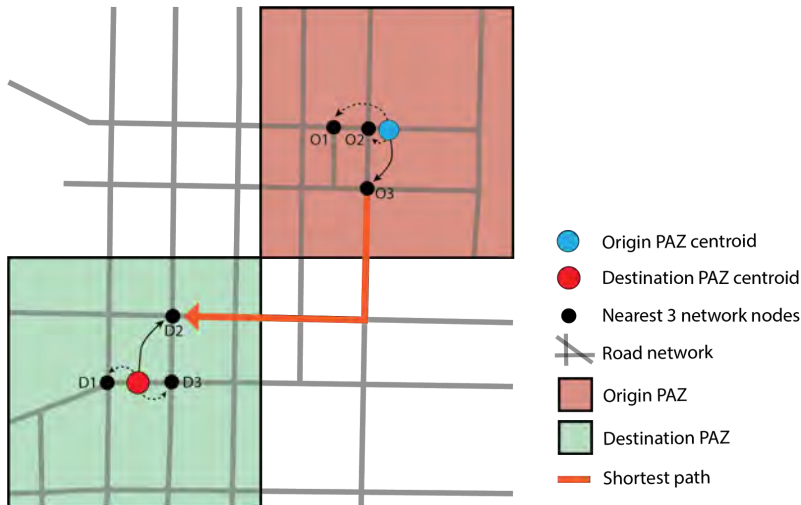 O1
O2
O3
D2
D1
D3
Origin PAZ centroid
Destination PAZ centroid
Nearest 3 network nodes
Road network
Origin PAZ
Destination PAZ
Shortest path